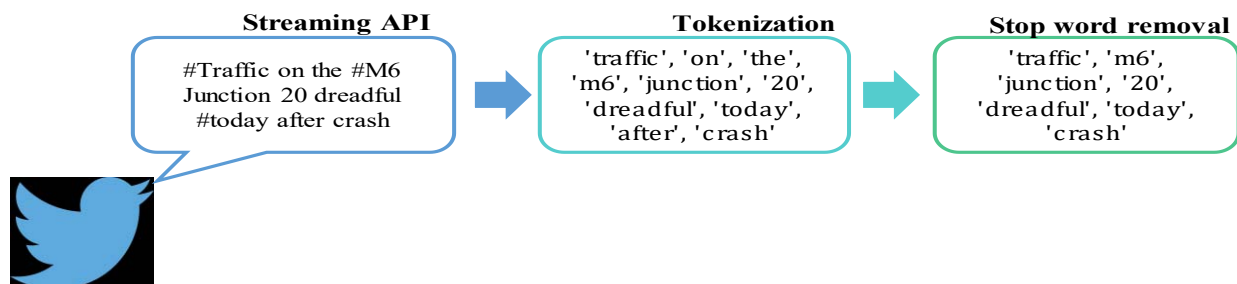 Streaming API
#Traffic on the #M6
Junction 20 dreadful
#today after crash
Tokenization
'traffic', 'on', 'the',
'm6', 'junction', '20',
'dreadful', 'today',
'after', 'crash'
Stop word removal
'traffic', 'm6',
'junction', '20',
'dreadful', 'today',
'crash'